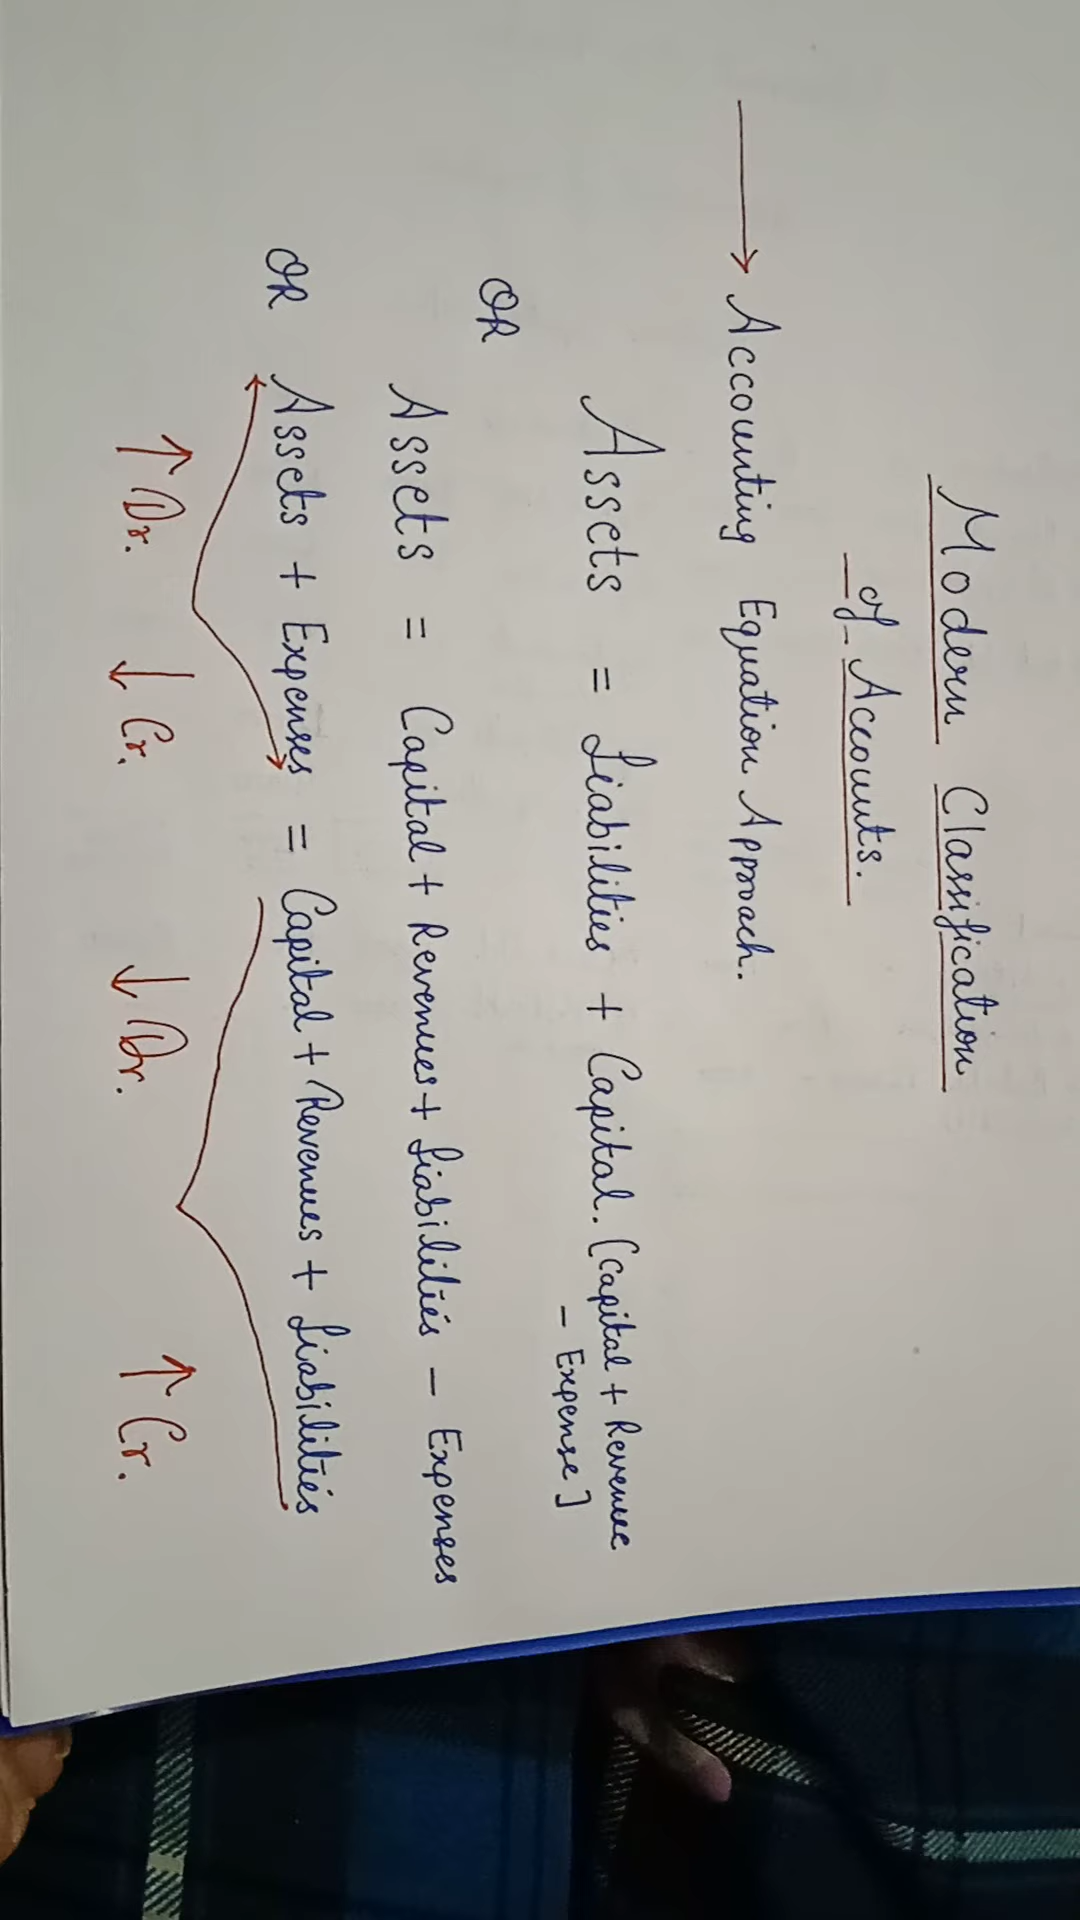 Modern Classification
of Accounts.
→ Accounting Equation Approach.
Assets = Liabilities + Capital. [Capital + Revenue
- Expense]
OR
Assets = Capital + Revenues + Liabilities - Expenses
OR Assets + Expenses = Capital + Revenues + Liabilities
↑ Dr. ↓ Cr. ↓ Dr. ↑ Cr.